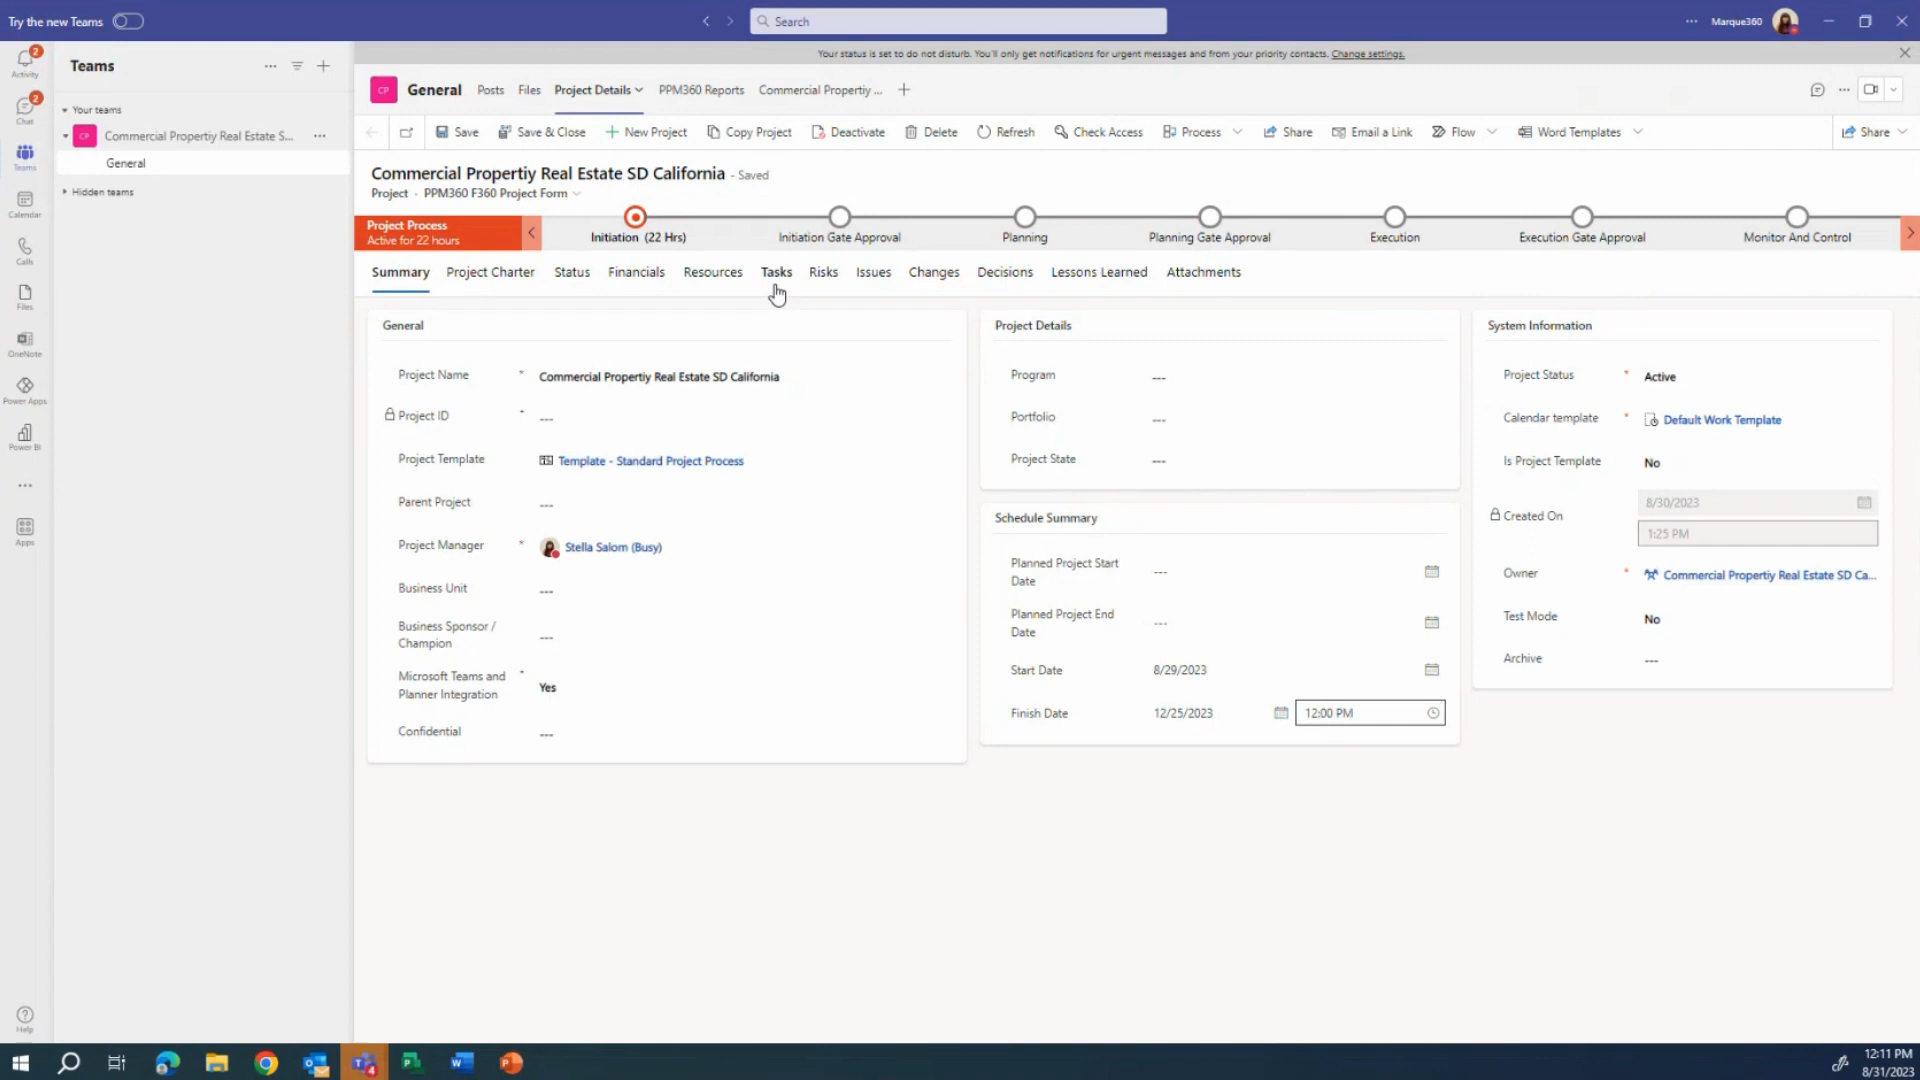 Try the new Teams
Search
Marque360
Your status is set to do not disturb. You'll only get notifications for urgent messages and from your priority contacts. Change settings.
2
Activity
2
Chat
Teams
Calendar
Calls
Files
OneNote
Power Apps
Power BI
Apps
Help
Teams
Your teams
CP
Commercial Propertiy Real Estate S...
General
Hidden teams
CP
General
Posts
Files
Project Details
PPM360 Reports
Commercial Propertiy ...
Save
Save & Close
New Project
Copy Project
Deactivate
Delete
Refresh
Check Access
Process
Share
Email a Link
Flow
Word Templates
Share
Commercial Propertiy Real Estate SD California - Saved
Project · PPM360 F360 Project Form
Project Process
Active for 22 hours
Initiation (22 Hrs)
Initiation Gate Approval
Planning
Planning Gate Approval
Execution
Execution Gate Approval
Monitor And Control
Summary
Project Charter
Status
Financials
Resources
Tasks
Risks
Issues
Changes
Decisions
Lessons Learned
Attachments
General
Project Name * Commercial Propertiy Real Estate SD California
Project ID * ---
Project Template Template - Standard Project Process
Parent Project ---
Project Manager * Stella Salom (Busy)
Business Unit ---
Business Sponsor /
Champion ---
Microsoft Teams and
Planner Integration * Yes
Confidential ---
Project Details
Program ---
Portfolio ---
Project State ---
Schedule Summary
Planned Project Start
Date ---
Planned Project End
Date ---
Start Date 8/29/2023
Finish Date 12/25/2023 12:00 PM
System Information
Project Status * Active
Calendar template * Default Work Template
Is Project Template No
8/30/2023
Created On
1:25 PM
Owner * Commercial Propertiy Real Estate SD Ca...
Test Mode No
Archive ---
4
12:11 PM
8/31/2023